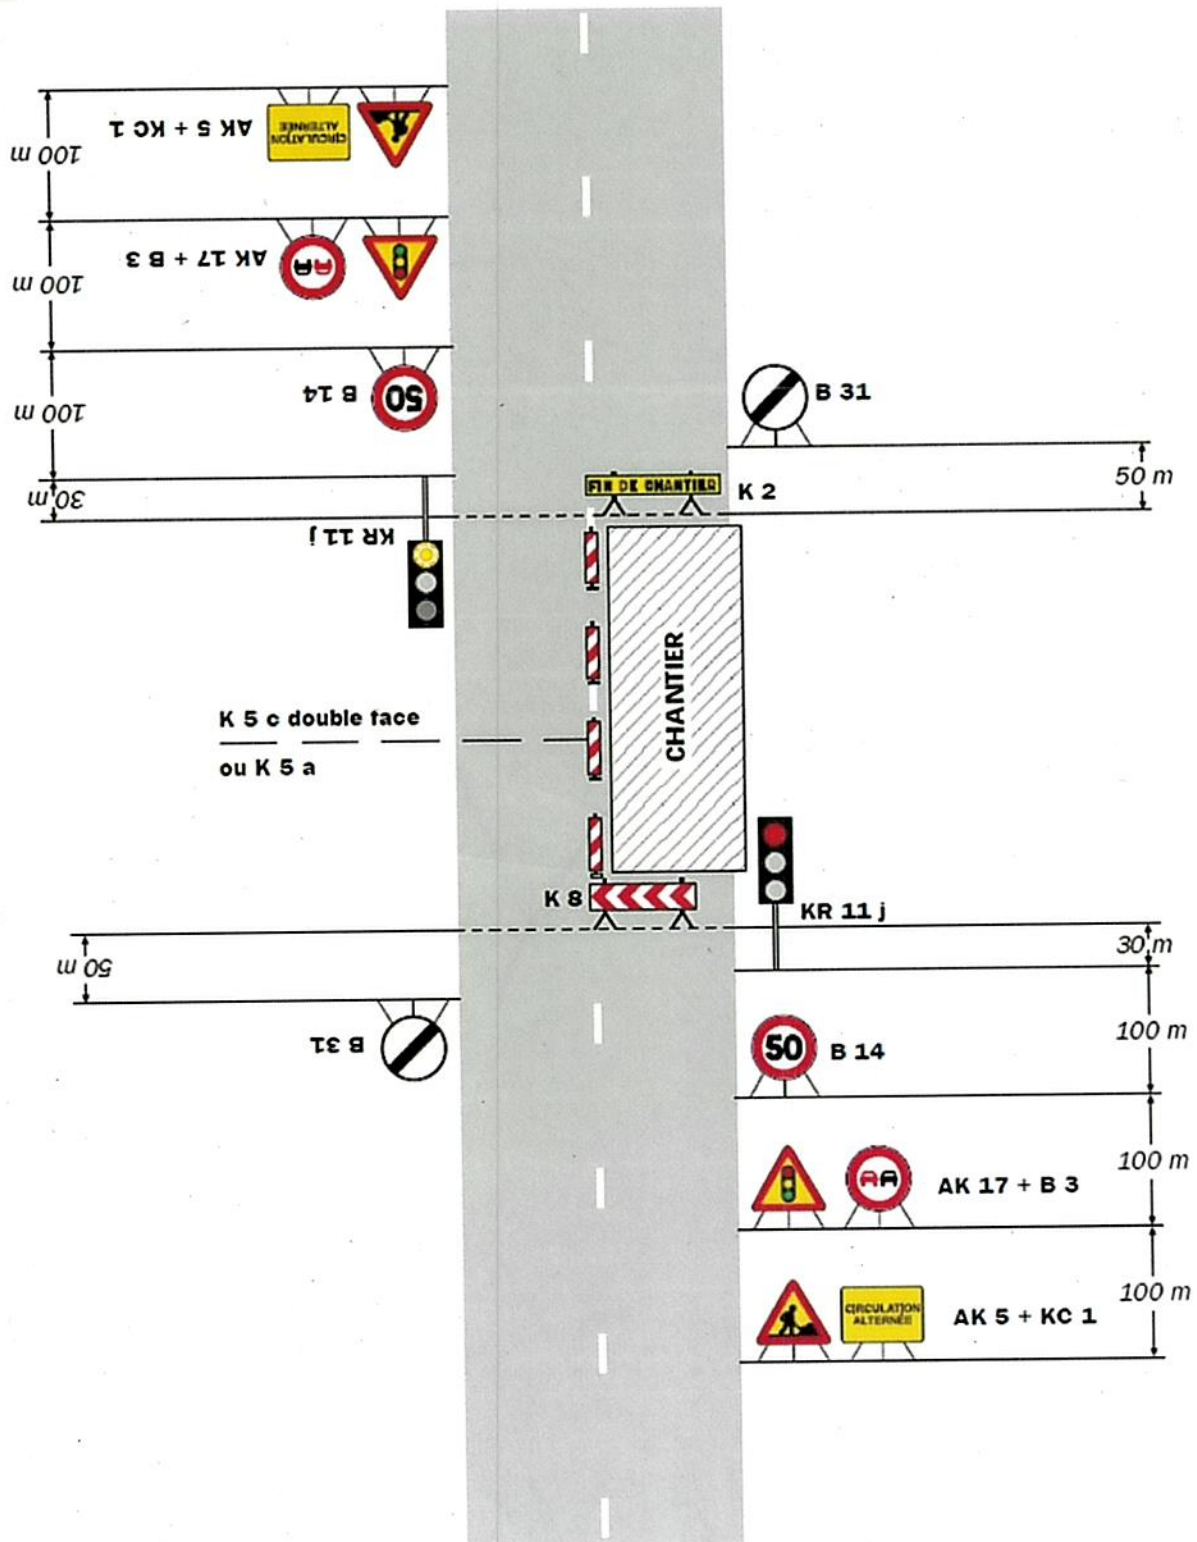 AK 5 + KC 1
CIRCULATION
ALTERNÉE
100 m
AK 17 + B 3
100 m
B 14
50
100 m
B 31
50 m
FIN DE CHANTIER
K 2
30 m
KR 11 j
CHANTIER
K 5 c double face
ou K 5 a
K 8
KR 11 j
30 m
50 m
B 31
50
B 14
100 m
AK 17 + B 3
100 m
CIRCULATION
ALTERNÉE
AK 5 + KC 1
100 m